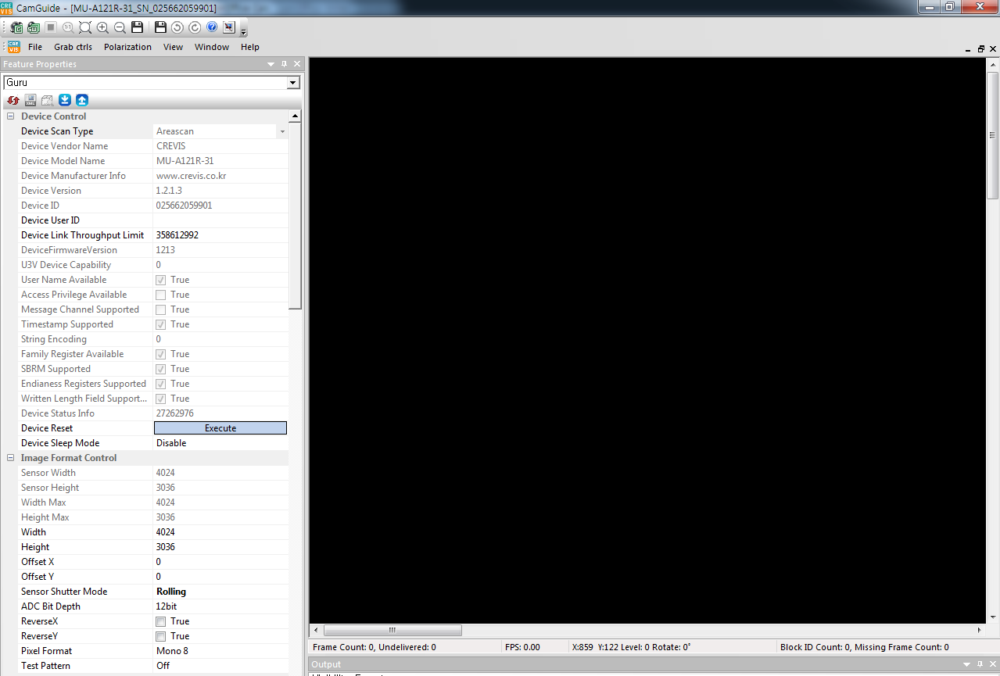 CamGuide - [MU-A121R-31_SN_025662059901]
File Grab ctrls Polarization View Window Help
Feature Properties
Guru
Device Control
Device Scan Type Areascan
Device Vendor Name CREVIS
Device Model Name MU-A121R-31
Device Manufacturer Info www.crevis.co.kr
Device Version 1.2.1.3
Device ID 025662059901
Device User ID
Device Link Throughput Limit 358612992
DeviceFirmwareVersion 1213
U3V Device Capability 0
User Name Available True
Access Privilege Available True
Message Channel Supported True
Timestamp Supported True
String Encoding 0
Family Register Available True
SBRM Supported True
Endianess Registers Supported True
Written Length Field Support... True
Device Status Info 27262976
Device Reset Execute
Device Sleep Mode Disable
Image Format Control
Sensor Width 4024
Sensor Height 3036
Width Max 4024
Height Max 3036
Width 4024
Height 3036
Offset X 0
Offset Y 0
Sensor Shutter Mode Rolling
ADC Bit Depth 12bit
ReverseX True
ReverseY True
Pixel Format Mono 8
Test Pattern Off
Frame Count: 0, Undelivered: 0 FPS: 0.00 X:859 Y:122 Level: 0 Rotate: 0° Block ID Count: 0, Missing Frame Count: 0
Output